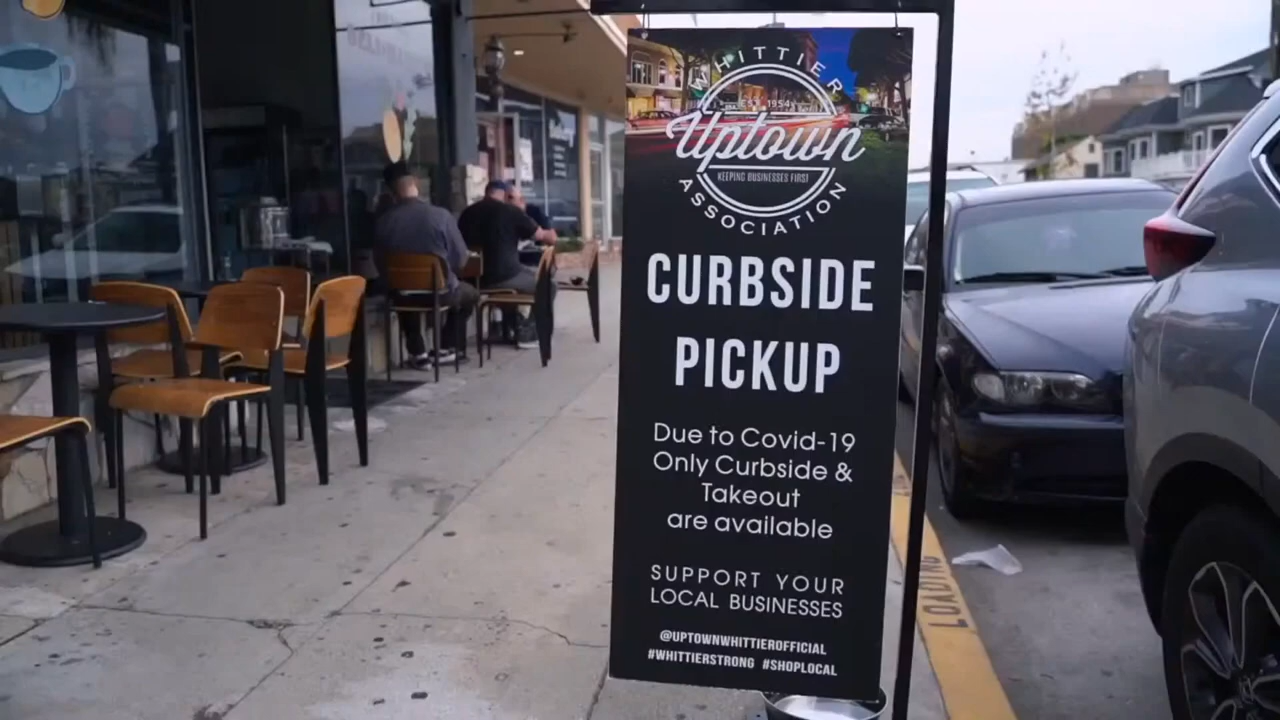 WHITTIER
EST. 1954
Uptown
KEEPING BUSINESSES FIRST
ASSOCIATION
CURBSIDE
PICKUP
Due to Covid-19
Only Curbside &
Takeout
are available
SUPPORT YOUR
LOCAL BUSINESSES
@UPTOWNWHITTIEROFFICIAL
#WHITTIERSTRONG #SHOPLOCAL
LOADING